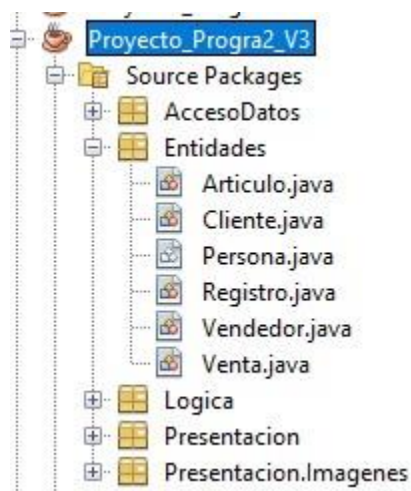 Proyecto_Progra2_V3
Source Packages
AccesoDatos
Entidades
Articulo.java
Cliente.java
Persona.java
Registro.java
Vendedor.java
Venta.java
Logica
Presentacion
Presentacion.Imagenes